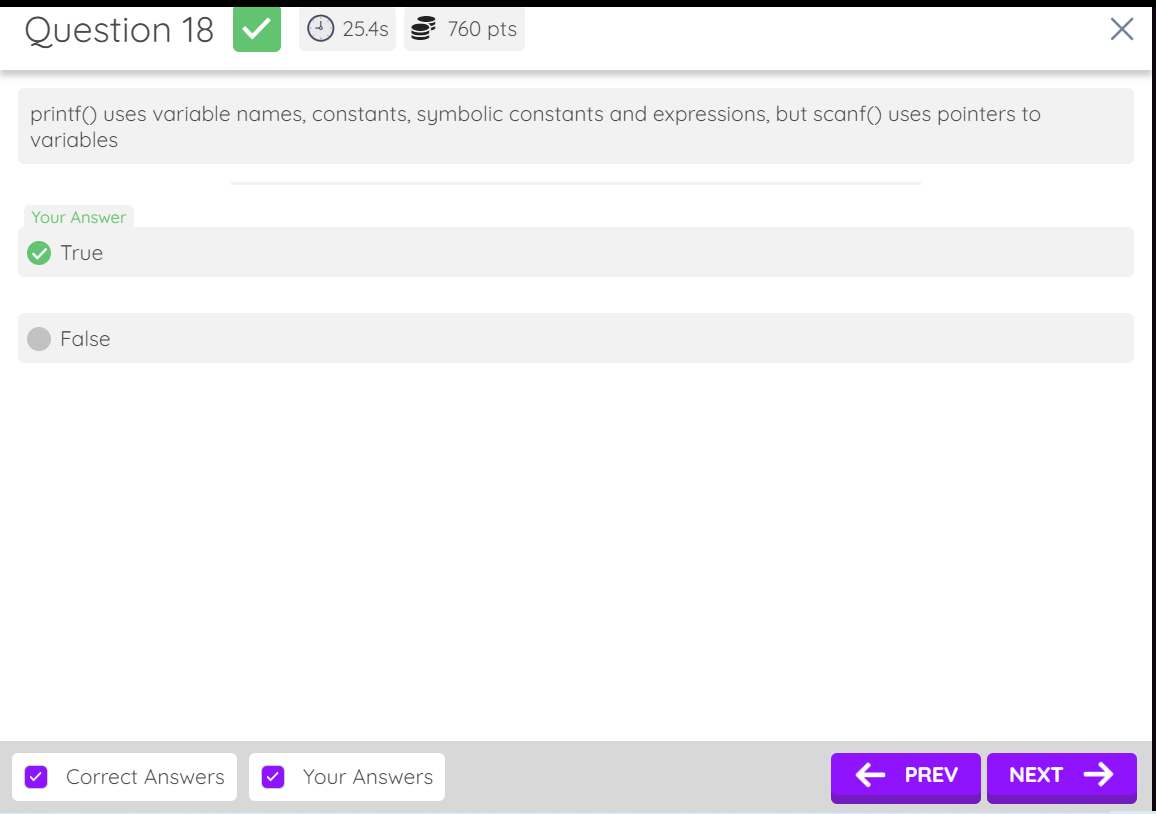 Question 18
25.4s
760 pts
printf() uses variable names, constants, symbolic constants and expressions, but scanf() uses pointers to
variables
Your Answer
True
False
Correct Answers
Your Answers
PREV
NEXT